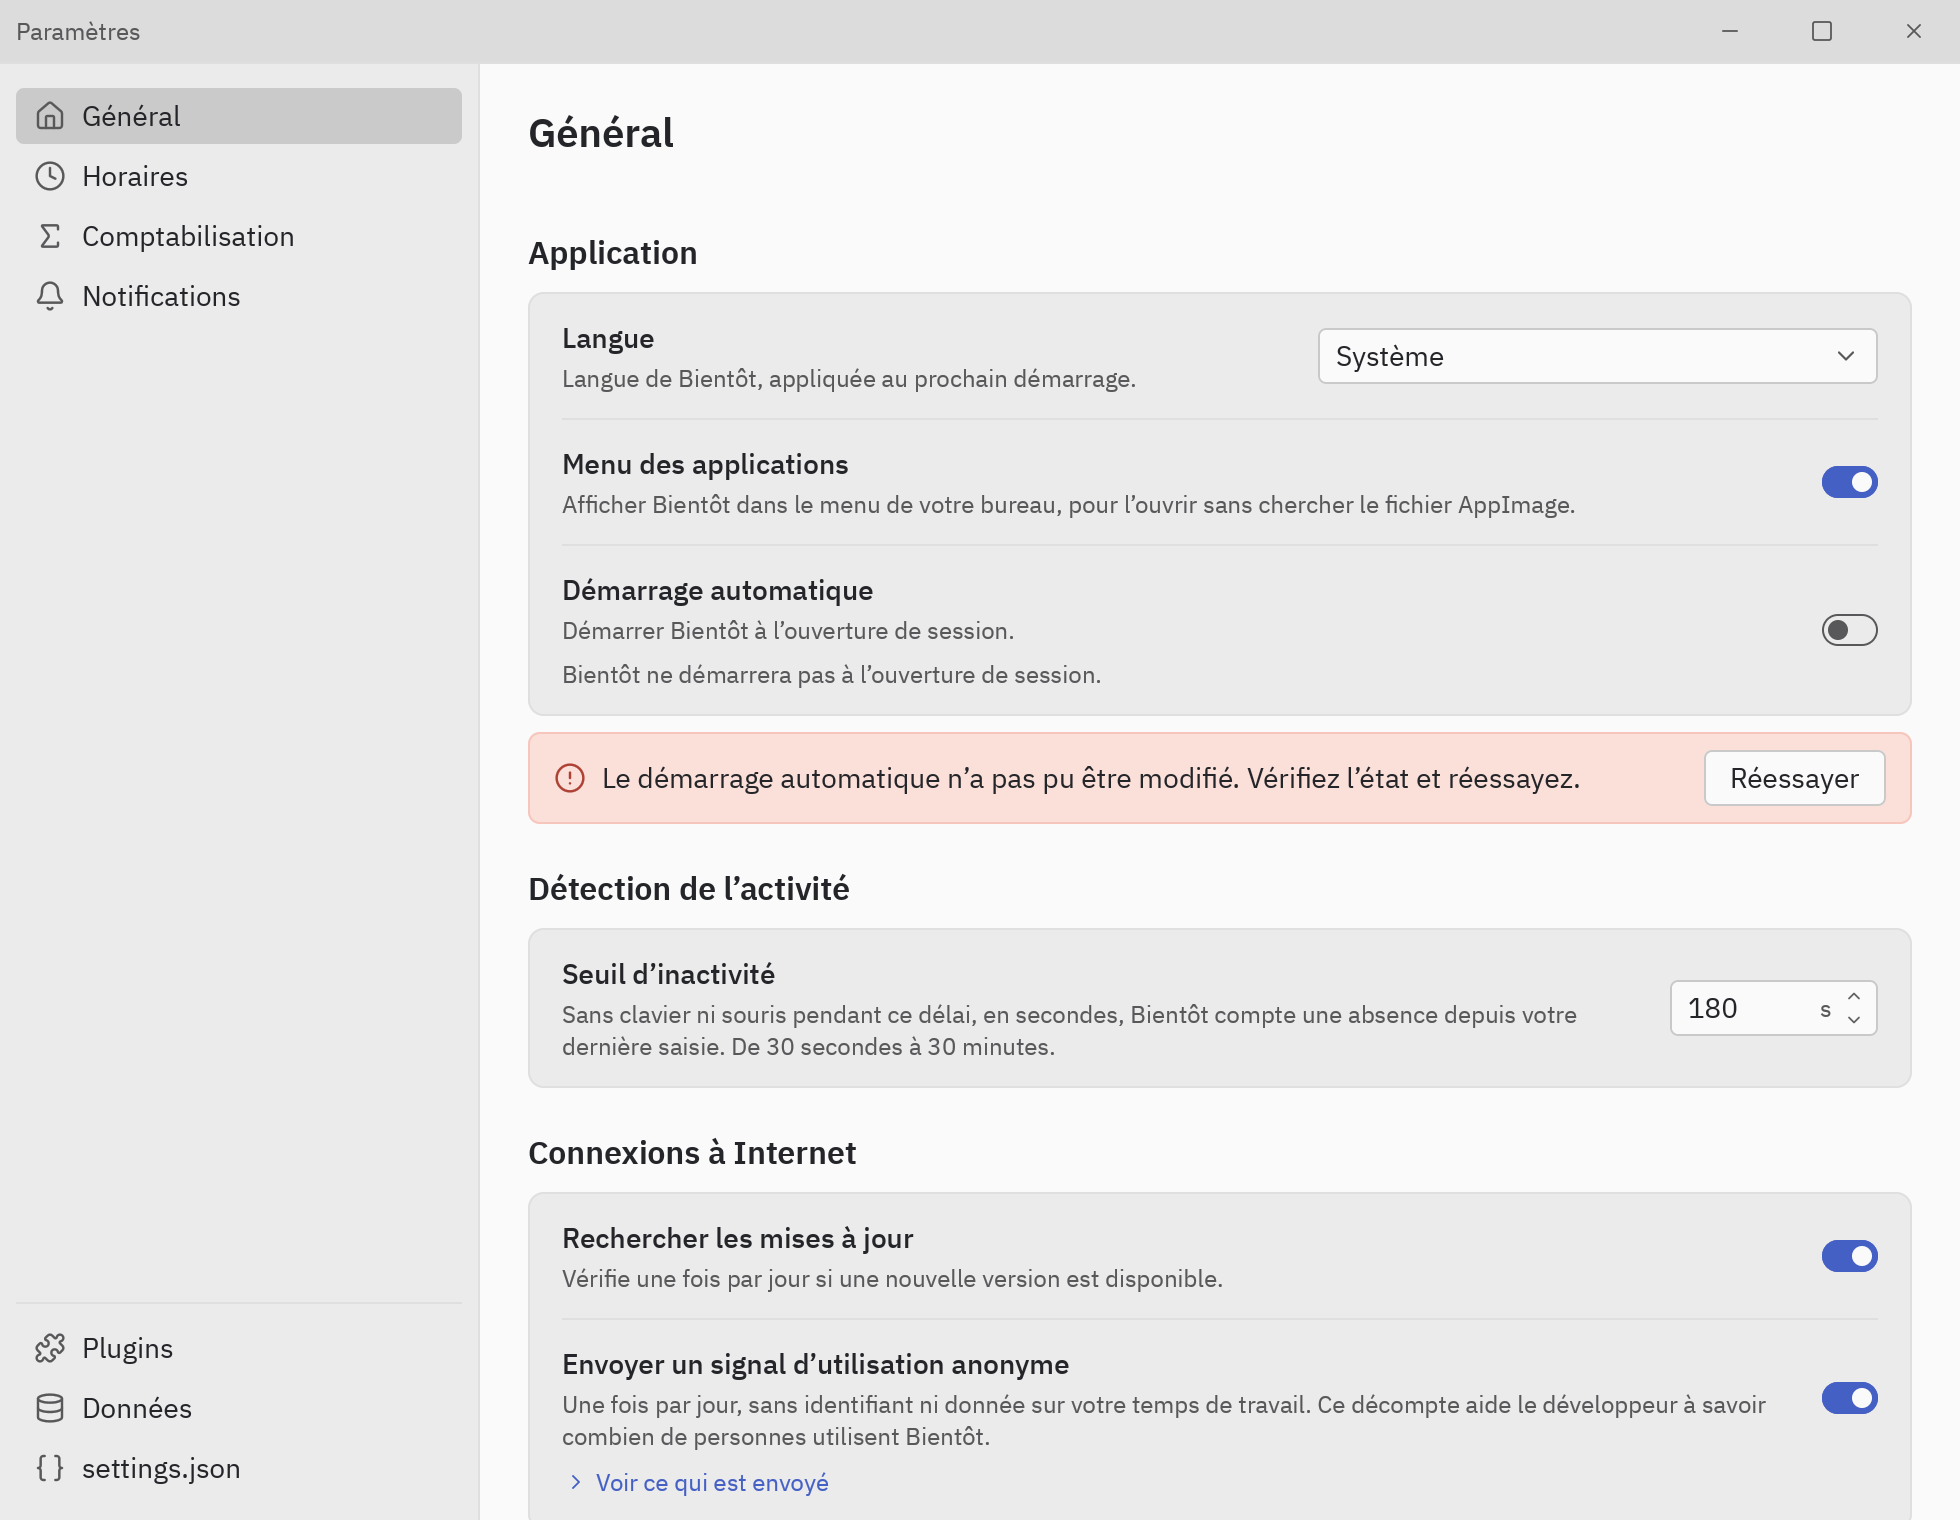 Paramètres
Général
Horaires
Comptabilisation
Notifications
Plugins
Données
settings.json
Général
Application
Langue
Langue de Bientôt, appliquée au prochain démarrage.
Système
Menu des applications
Afficher Bientôt dans le menu de votre bureau, pour l’ouvrir sans chercher le fichier AppImage.
Démarrage automatique
Démarrer Bientôt à l’ouverture de session.
Bientôt ne démarrera pas à l’ouverture de session.
Le démarrage automatique n’a pas pu être modifié. Vérifiez l’état et réessayez.
Réessayer
Détection de l’activité
Seuil d’inactivité
Sans clavier ni souris pendant ce délai, en secondes, Bientôt compte une absence depuis votre
dernière saisie. De 30 secondes à 30 minutes.
180 s
Connexions à Internet
Rechercher les mises à jour
Vérifie une fois par jour si une nouvelle version est disponible.
Envoyer un signal d’utilisation anonyme
Une fois par jour, sans identifiant ni donnée sur votre temps de travail. Ce décompte aide le développeur à savoir
combien de personnes utilisent Bientôt.
Voir ce qui est envoyé